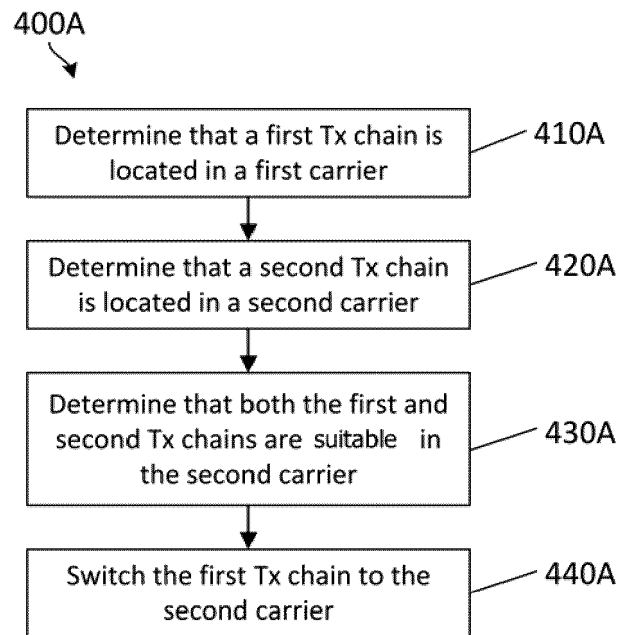 400A
Determine that a first Tx chain is
located in a first carrier
410A
Determine that a second Tx chain
is located in a second carrier
420A
Determine that both the first and
second Tx chains are suitable in
the second carrier
430A
Switch the first Tx chain to the
second carrier
440A